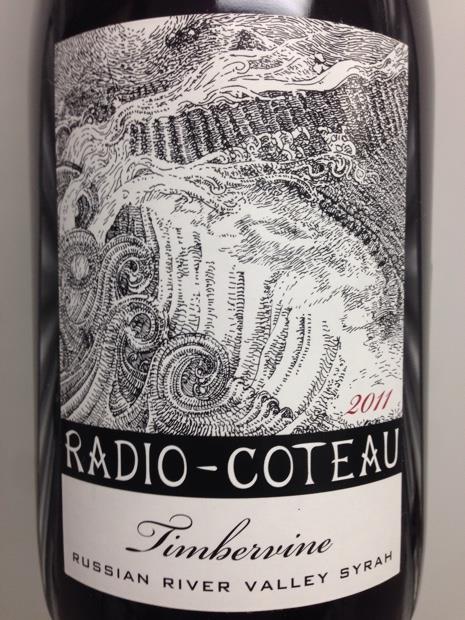 2011
RADIO-COTEAU
Timbervine
RUSSIAN RIVER VALLEY SYRAH